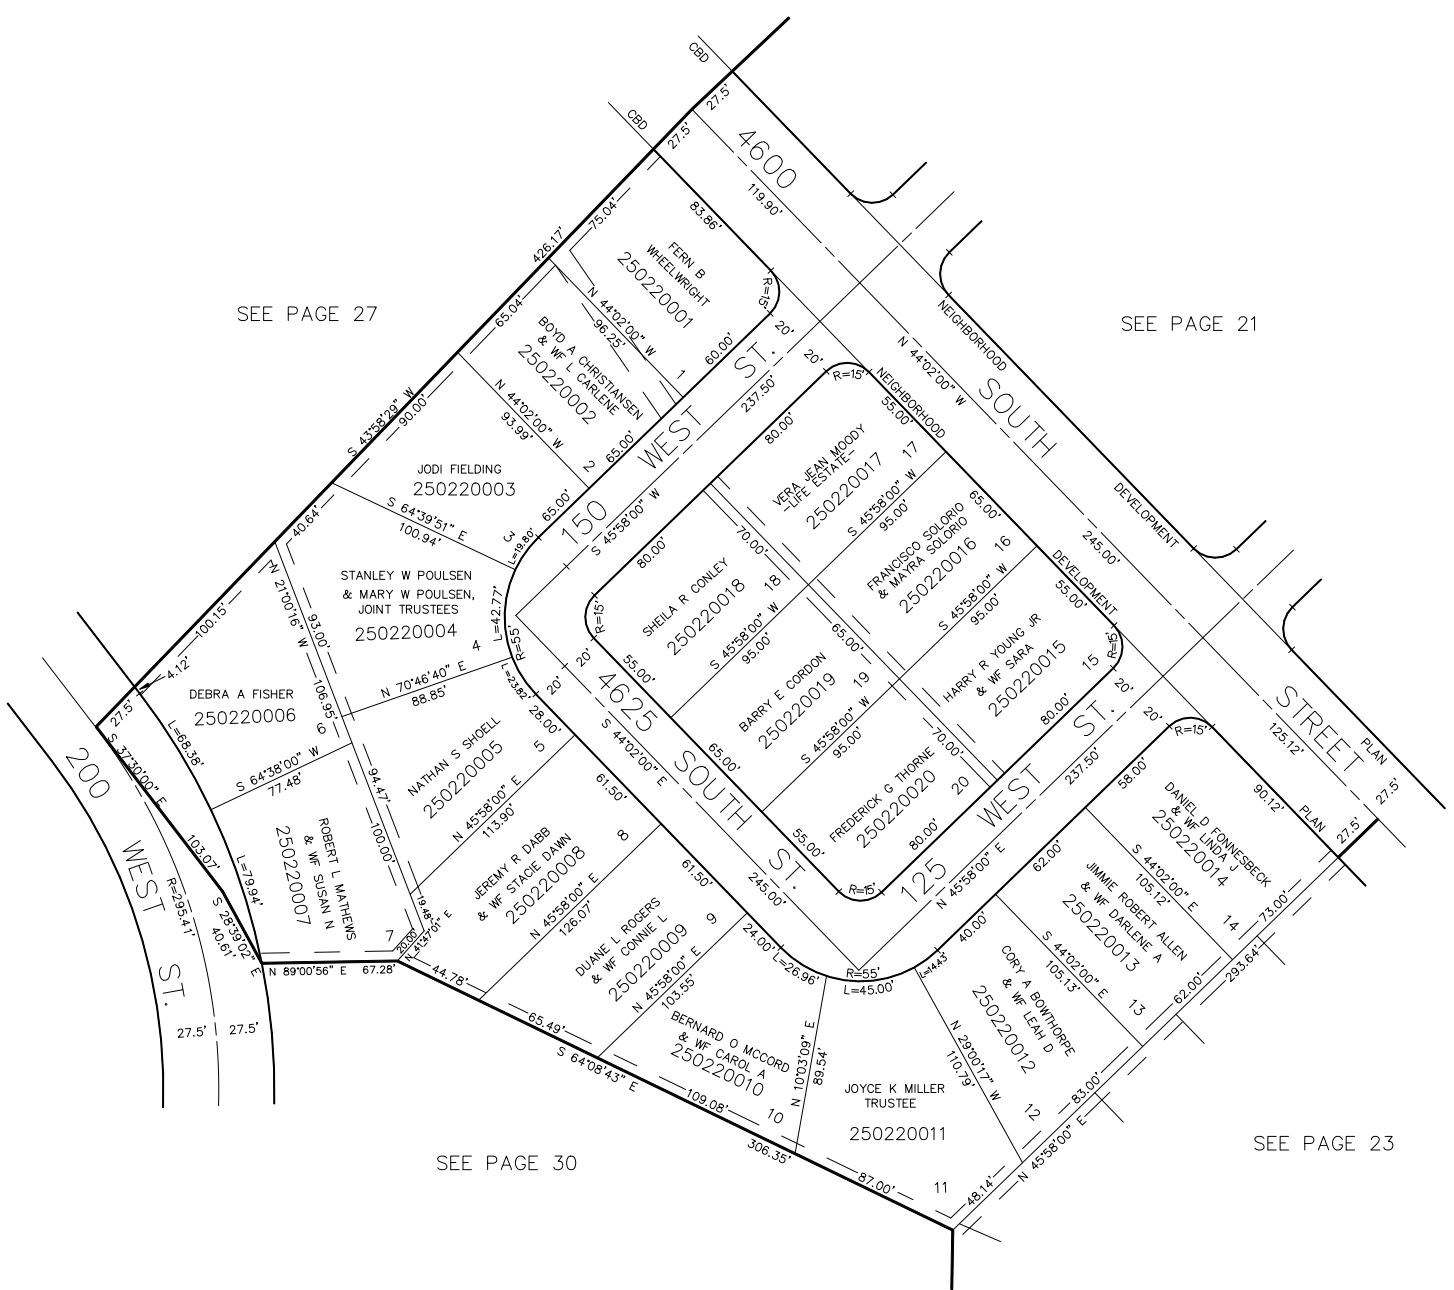 CBD
27.5'
CBD
27.5'
4600
119.90'
SOUTH
STREET
N 44°02'00" W
245.00'
125.12'
27.5'
27.5'
NEIGHBORHOOD
DEVELOPMENT
PLAN
NEIGHBORHOOD
DEVELOPMENT
PLAN
SEE PAGE 27
SEE PAGE 21
SEE PAGE 30
SEE PAGE 23
426.17'
S 43°58'29" W
75.04'
83.86'
FERN B
WHEELWRIGHT
250220001
R=15'
N 44°02'00" W
96.25'
60.00'
1
20'
20'
65.04'
BOYD A CHRISTIANSEN
& WF L CARLENE
250220002
N 44°02'00" W
93.99'
2
65.00'
90.00'
JODI FIELDING
250220003
S 64°39'51" E
100.94'
3
65.00'
L=19.80'
150
WEST
ST.
S 45°58'00" W
237.50'
40.64'
STANLEY W POULSEN
& MARY W POULSEN,
JOINT TRUSTEES
250220004
4
L=42.77'
R=55'
N 21°00'16" W
93.00'
106.95'
N 70°46'40" E
88.85'
L=23.82'
28.00'
NATHAN S SHOELL
250220005
5
N 45°58'00" E
113.90'
94.47'
100.00'
19.48'
100.15'
4.12'
27.5'
DEBRA A FISHER
250220006
6
L=68.38'
S 64°38'00" W
77.48'
ROBERT L MATHEWS
& WF SUSAN N
250220007
7
L=79.94'
S 37°30'00" E
103.07'
R=295.41'
S 28°39'02" E
40.61'
200
WEST
ST.
27.5'
27.5'
N 89°00'56" E
67.28'
20.00'
N 41°47'01" E
44.78'
JEREMY R DABB
& WF STACIE DAWN
250220008
8
61.50'
N 45°58'00" E
126.07'
65.49'
DUANE L ROGERS
& WF CONNIE L
250220009
9
61.50'
N 45°58'00" E
103.55'
S 64°08'43" E
306.35'
109.08'
BERNARD O MCCORD
& WF CAROL A
250220010
10
24.00'
L=26.96'
N 10°03'09" E
89.54'
JOYCE K MILLER
TRUSTEE
250220011
11
87.00'
48.14'
R=55'
L=45.00'
L=14.43'
N 29°00'17" W
110.79'
CORY A BOWTHORPE
& WF LEAH D
250220012
12
40.00'
83.00'
N 45°58'00" E
S 44°02'00" E
105.13'
JIMMIE ROBERT ALLEN
& WF DARLENE A
250220013
13
62.00'
62.00'
S 44°02'00" E
105.12'
DANIEL D FONNESBECK
& WF LINDA J
250220014
14
58.00'
R=15'
90.12'
73.00'
293.64'
HARRY R YOUNG JR
& WF SARA
250220015
15
55.00'
R=15'
80.00'
20'
20'
S 45°58'00" W
95.00'
FRANCISCO SOLORIO
& MAYRA SOLORIO
250220016
16
65.00'
S 45°58'00" W
95.00'
VERA JEAN MOODY
-LIFE ESTATE-
250220017
17
55.00'
R=15'
80.00'
70.00'
65.00'
70.00'
SHEILA R CONLEY
250220018
18
80.00'
R=15'
55.00'
S 45°58'00" W
95.00'
BARRY E CORDON
250220019
19
65.00'
S 45°58'00" W
95.00'
FREDERICK G THORNE
250220020
20
55.00'
R=15'
80.00'
20'
20'
4625
SOUTH
ST.
S 44°02'00" E
245.00'
125
WEST
ST.
N 45°58'00" E
237.50'